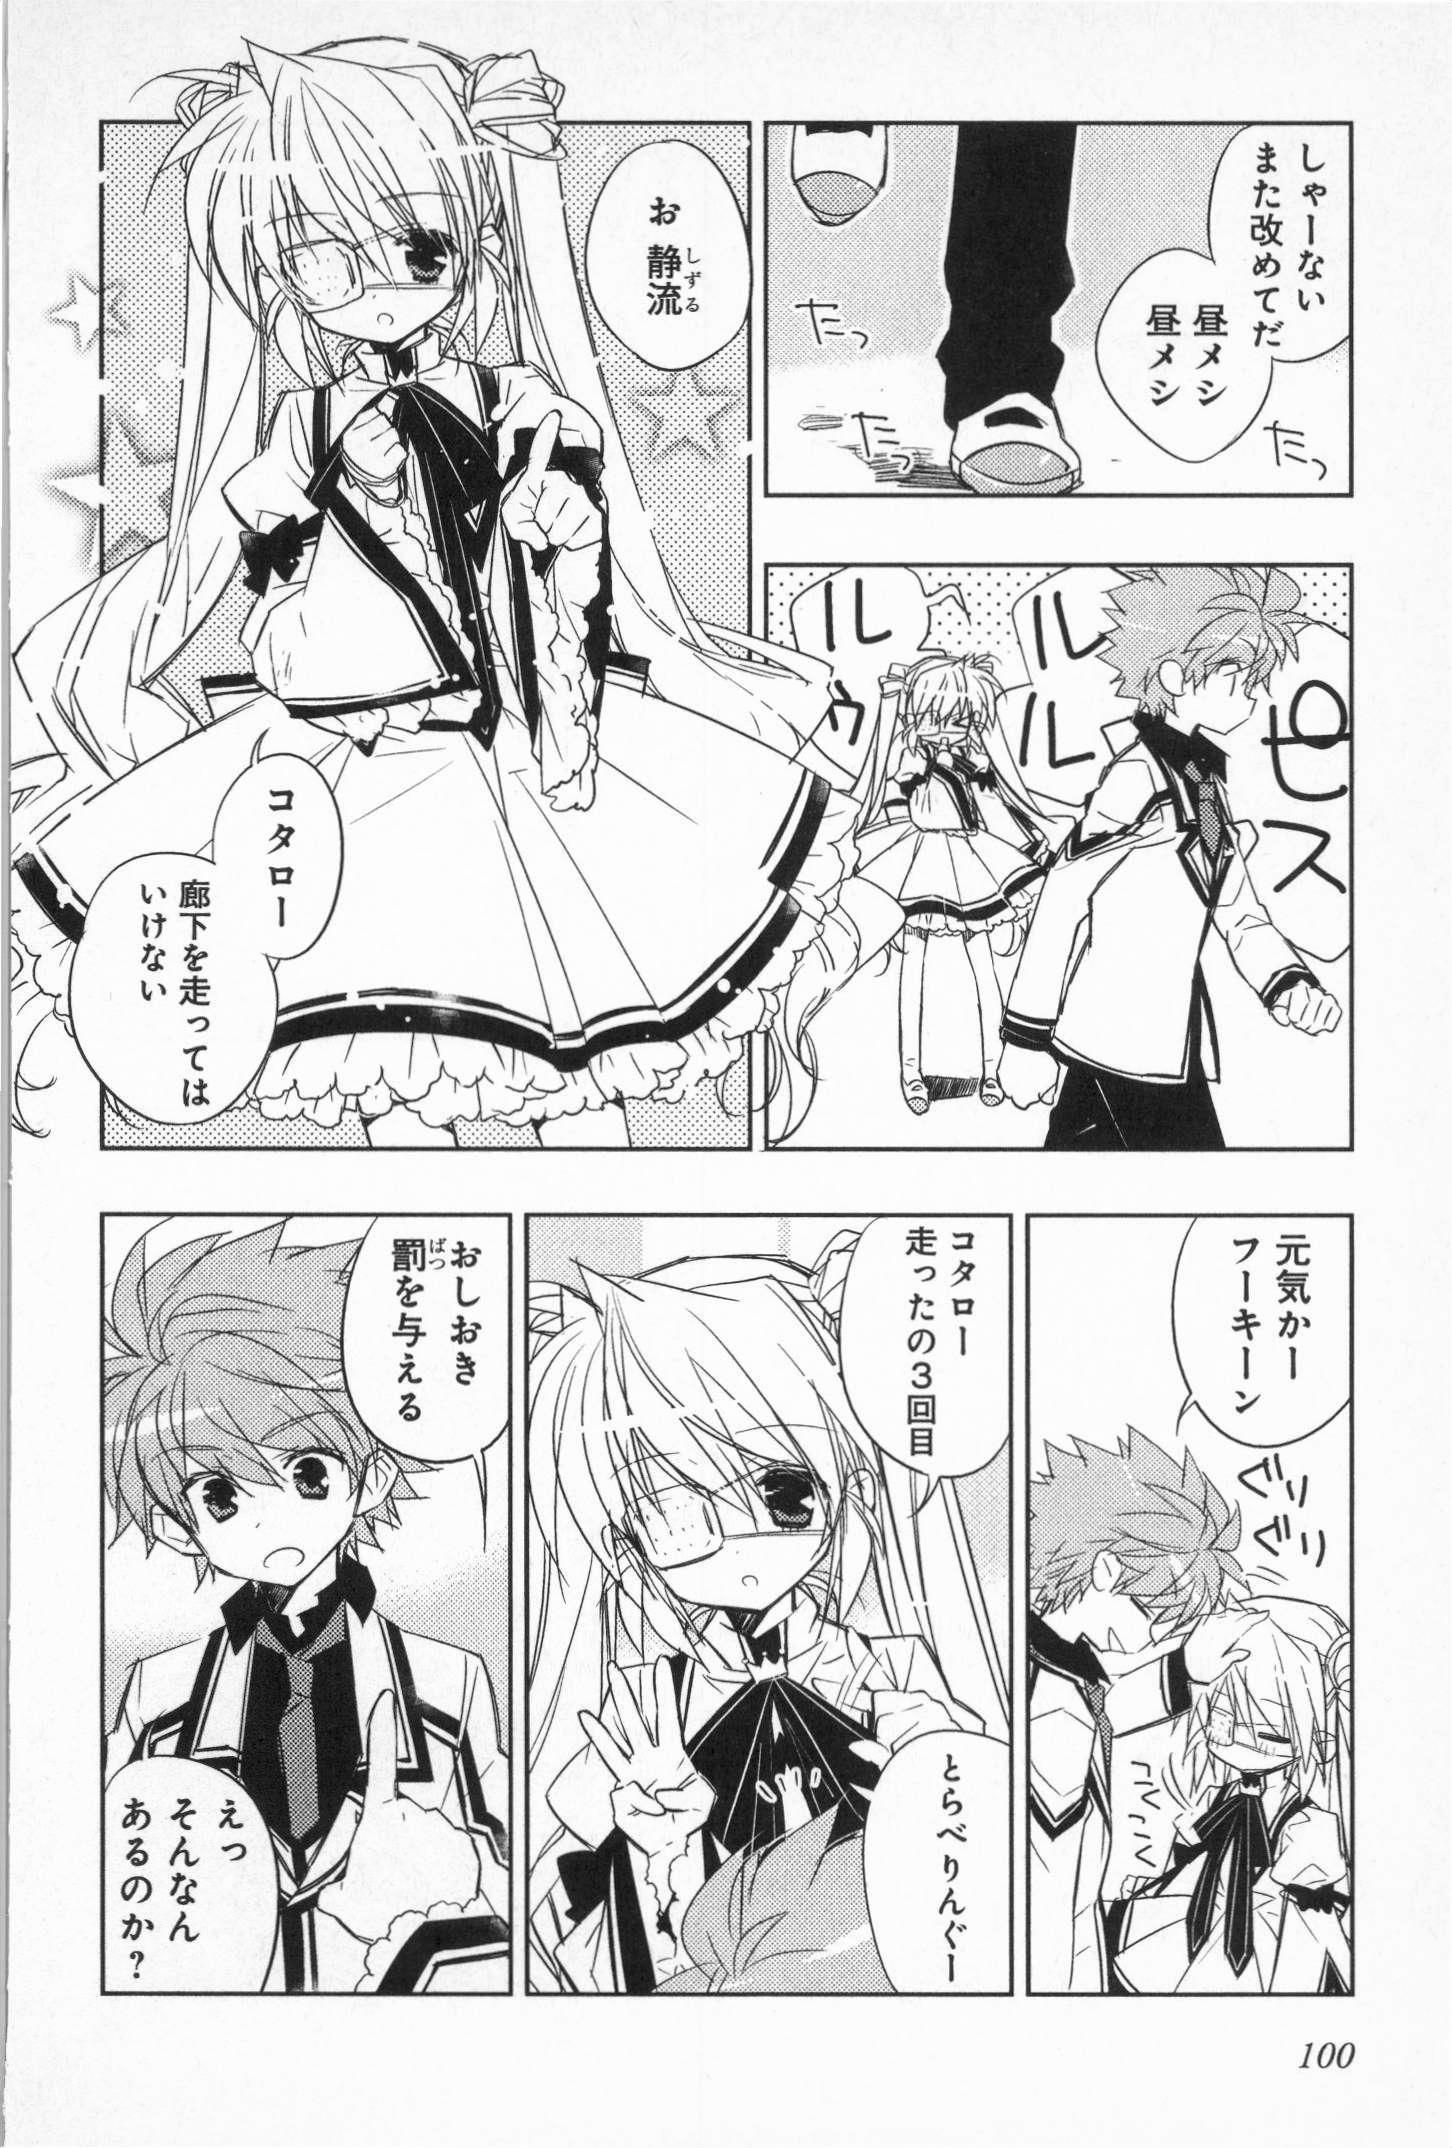 しゃーない
また改めてだ
昼メシ
昼メシ
たっ
たっ
たっ
ピ
ス
ルル
ルル
ルゥ
お 静流
しずる
コタロー
廊下を走っては
いけない
元気かー
フーキーン
ぐりぐり
コタロー
走ったの3回目
とらべりんぐー
おしおき
罰を与える
ばつ
えっ
そんなん
あるのか?
100